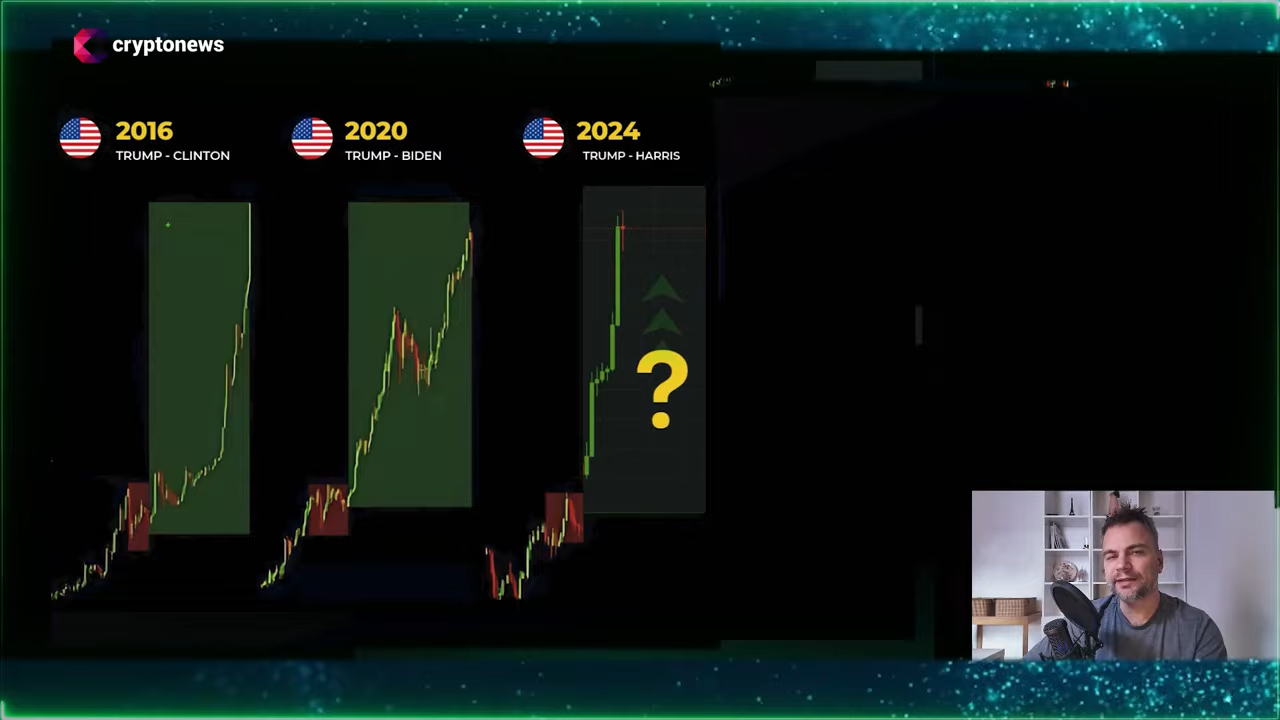 cryptonews
2016
TRUMP - CLINTON
2020
TRUMP - BIDEN
2024
TRUMP - HARRIS
?